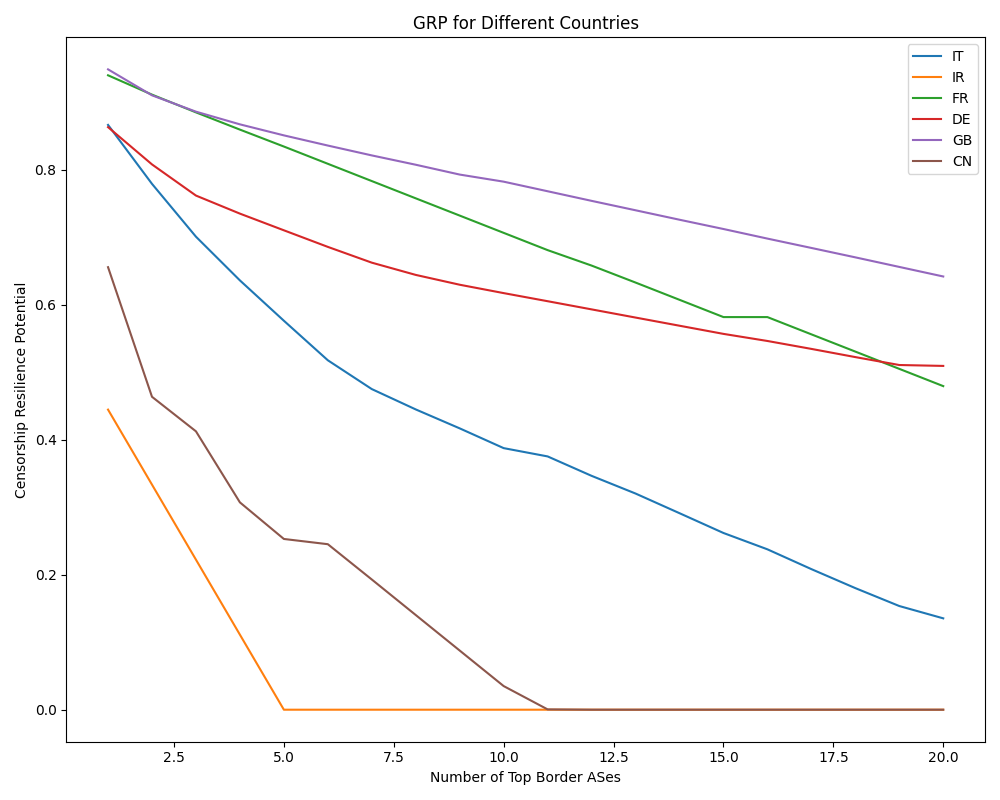 GRP for Different Countries
IT
IR
FR
DE
GB
CN
Censorship Resilience Potential
0.8
0.6
0.4
0.2
0.0
2.5 5.0 7.5 10.0 12.5 15.0 17.5 20.0
Number of Top Border ASes